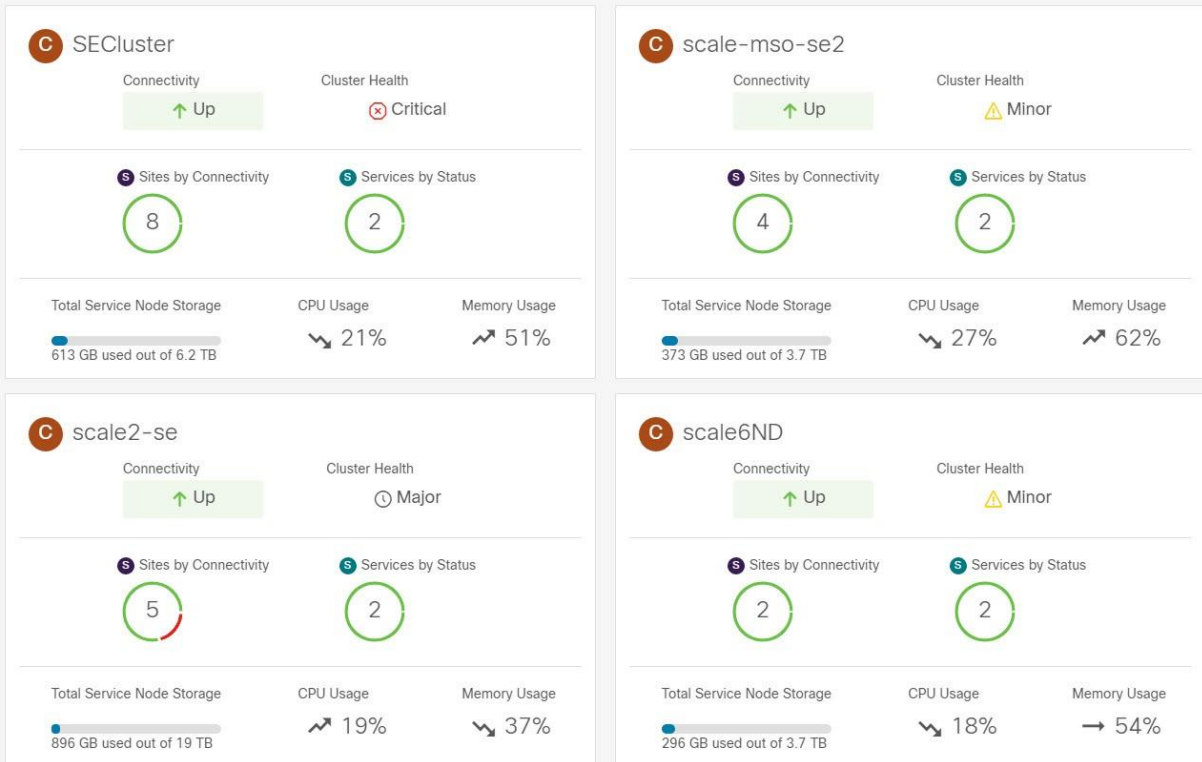 C SECluster
Connectivity Cluster Health
Up Critical
S Sites by Connectivity S Services by Status
8 2
Total Service Node Storage CPU Usage Memory Usage
21% 51%
613 GB used out of 6.2 TB
C scale-mso-se2
Connectivity Cluster Health
Up Minor
S Sites by Connectivity S Services by Status
4 2
Total Service Node Storage CPU Usage Memory Usage
27% 62%
373 GB used out of 3.7 TB
C scale2-se
Connectivity Cluster Health
Up Major
S Sites by Connectivity S Services by Status
5 2
Total Service Node Storage CPU Usage Memory Usage
19% 37%
896 GB used out of 19 TB
C scale6ND
Connectivity Cluster Health
Up Minor
S Sites by Connectivity S Services by Status
2 2
Total Service Node Storage CPU Usage Memory Usage
18% 54%
296 GB used out of 3.7 TB